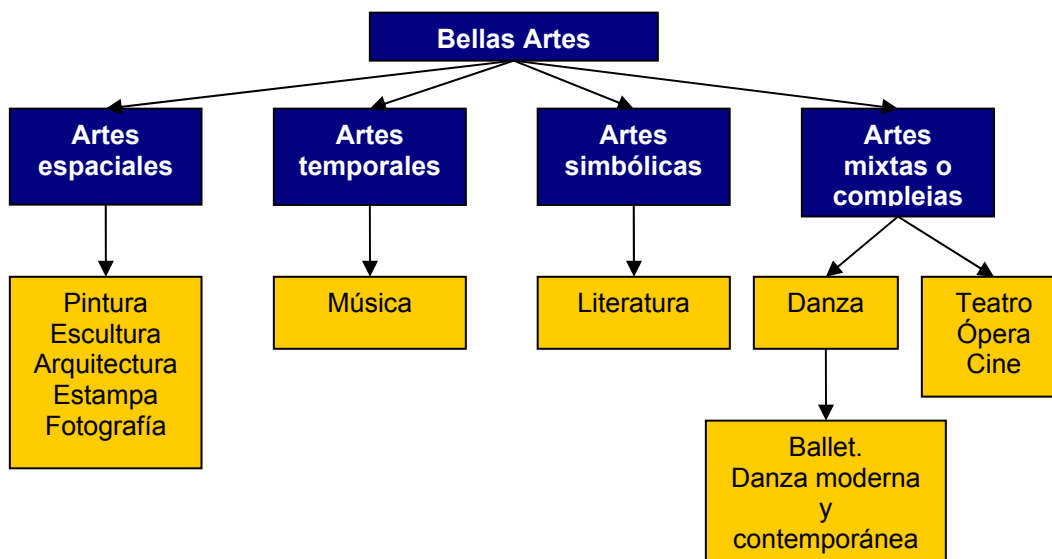 Bellas Artes
Artes
espaciales
Artes
temporales
Artes
simbólicas
Artes
mixtas o
complejas
Pintura
Escultura
Arquitectura
Estampa
Fotografía
Música
Literatura
Danza
Teatro
Ópera
Cine
Ballet.
Danza moderna
y
contemporánea